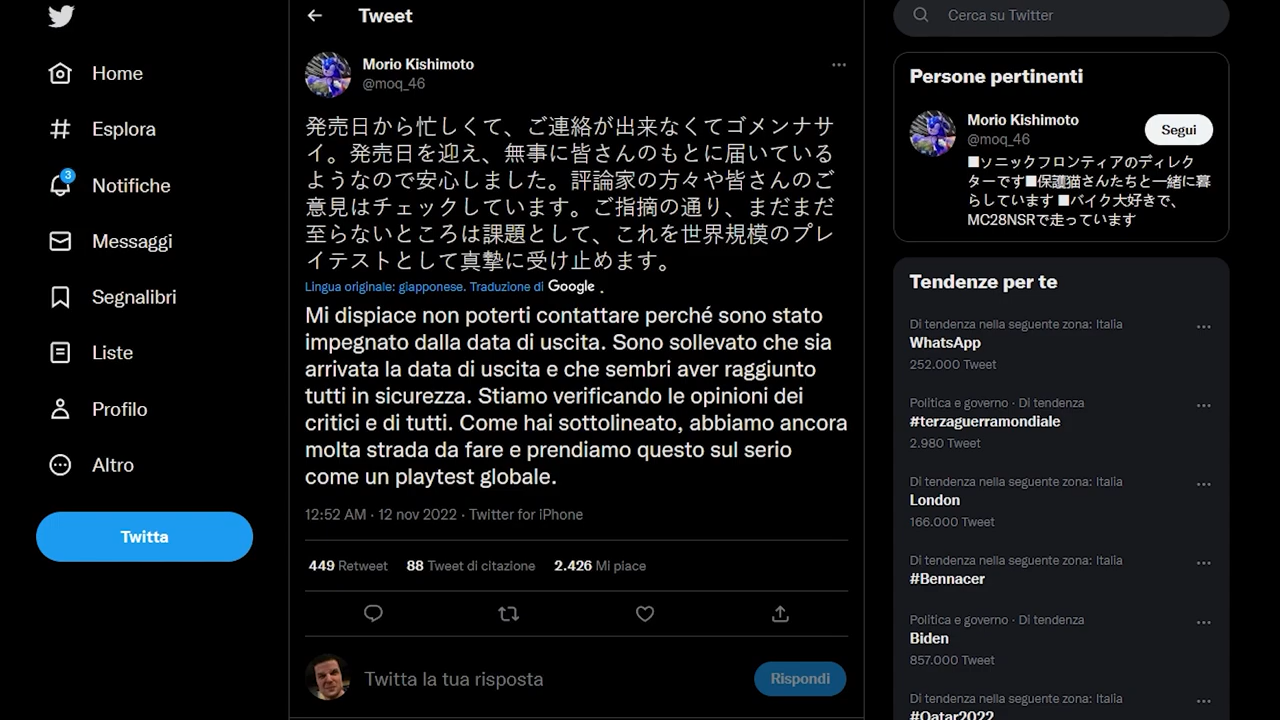 Home
Esplora
3
Notifiche
Messaggi
Segnalibri
Liste
Profilo
Altro
Twitta
Tweet
Morio Kishimoto
@moq_46
発売日から忙しくて、ご連絡が出来なくてゴメンナサ
イ。発売日を迎え、無事に皆さんのもとに届いている
ようなので安心しました。評論家の方々や皆さんのご
意見はチェックしています。ご指摘の通り、まだまだ
至らないところは課題として、これを世界規模のプレ
イテストとして真摯に受け止めます。
Lingua originale: giapponese. Traduzione di Google .
Mi dispiace non poterti contattare perché sono stato
impegnato dalla data di uscita. Sono sollevato che sia
arrivata la data di uscita e che sembri aver raggiunto
tutti in sicurezza. Stiamo verificando le opinioni dei
critici e di tutti. Come hai sottolineato, abbiamo ancora
molta strada da fare e prendiamo questo sul serio
come un playtest globale.
12:52 AM · 12 nov 2022 · Twitter for iPhone
449 Retweet 88 Tweet di citazione 2.426 Mi piace
Twitta la tua risposta
Rispondi
Cerca su Twitter
Persone pertinenti
Morio Kishimoto
@moq_46
Segui
■ソニックフロンティアのディレク
ターです■保護猫さんたちと一緒に暮
らしています ■バイク大好きで、
MC28NSRで走っています
Tendenze per te
Di tendenza nella seguente zona: Italia
WhatsApp
252.000 Tweet
Politica e governo · Di tendenza
#terzaguerramondiale
2.980 Tweet
Di tendenza nella seguente zona: Italia
London
166.000 Tweet
Di tendenza nella seguente zona: Italia
#Bennacer
Politica e governo · Di tendenza
Biden
857.000 Tweet
Di tendenza nella seguente zona: Italia
#Qatar2022